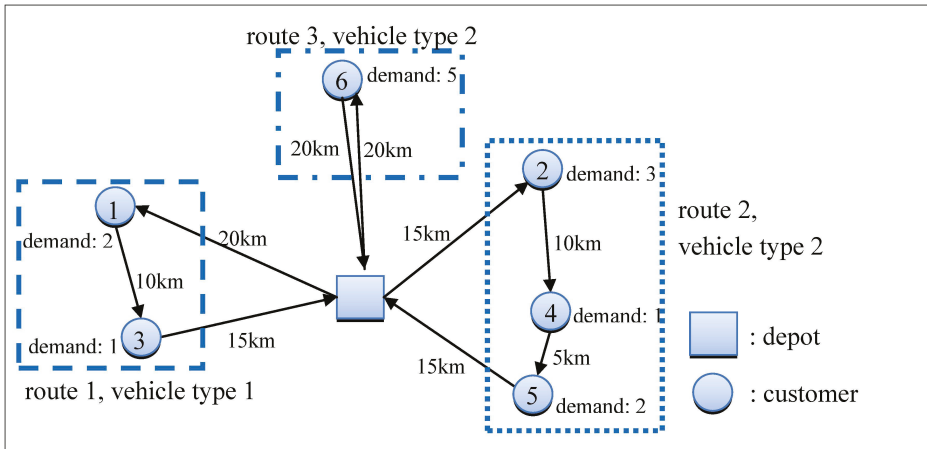 route 3, vehicle type 2
6
demand: 5
20km
20km
1
demand: 2
20km
10km
3
demand: 1
15km
route 1, vehicle type 1
2
demand: 3
15km
10km
4
demand: 1
5km
15km
5
demand: 2
route 2,
vehicle type 2
: depot
: customer